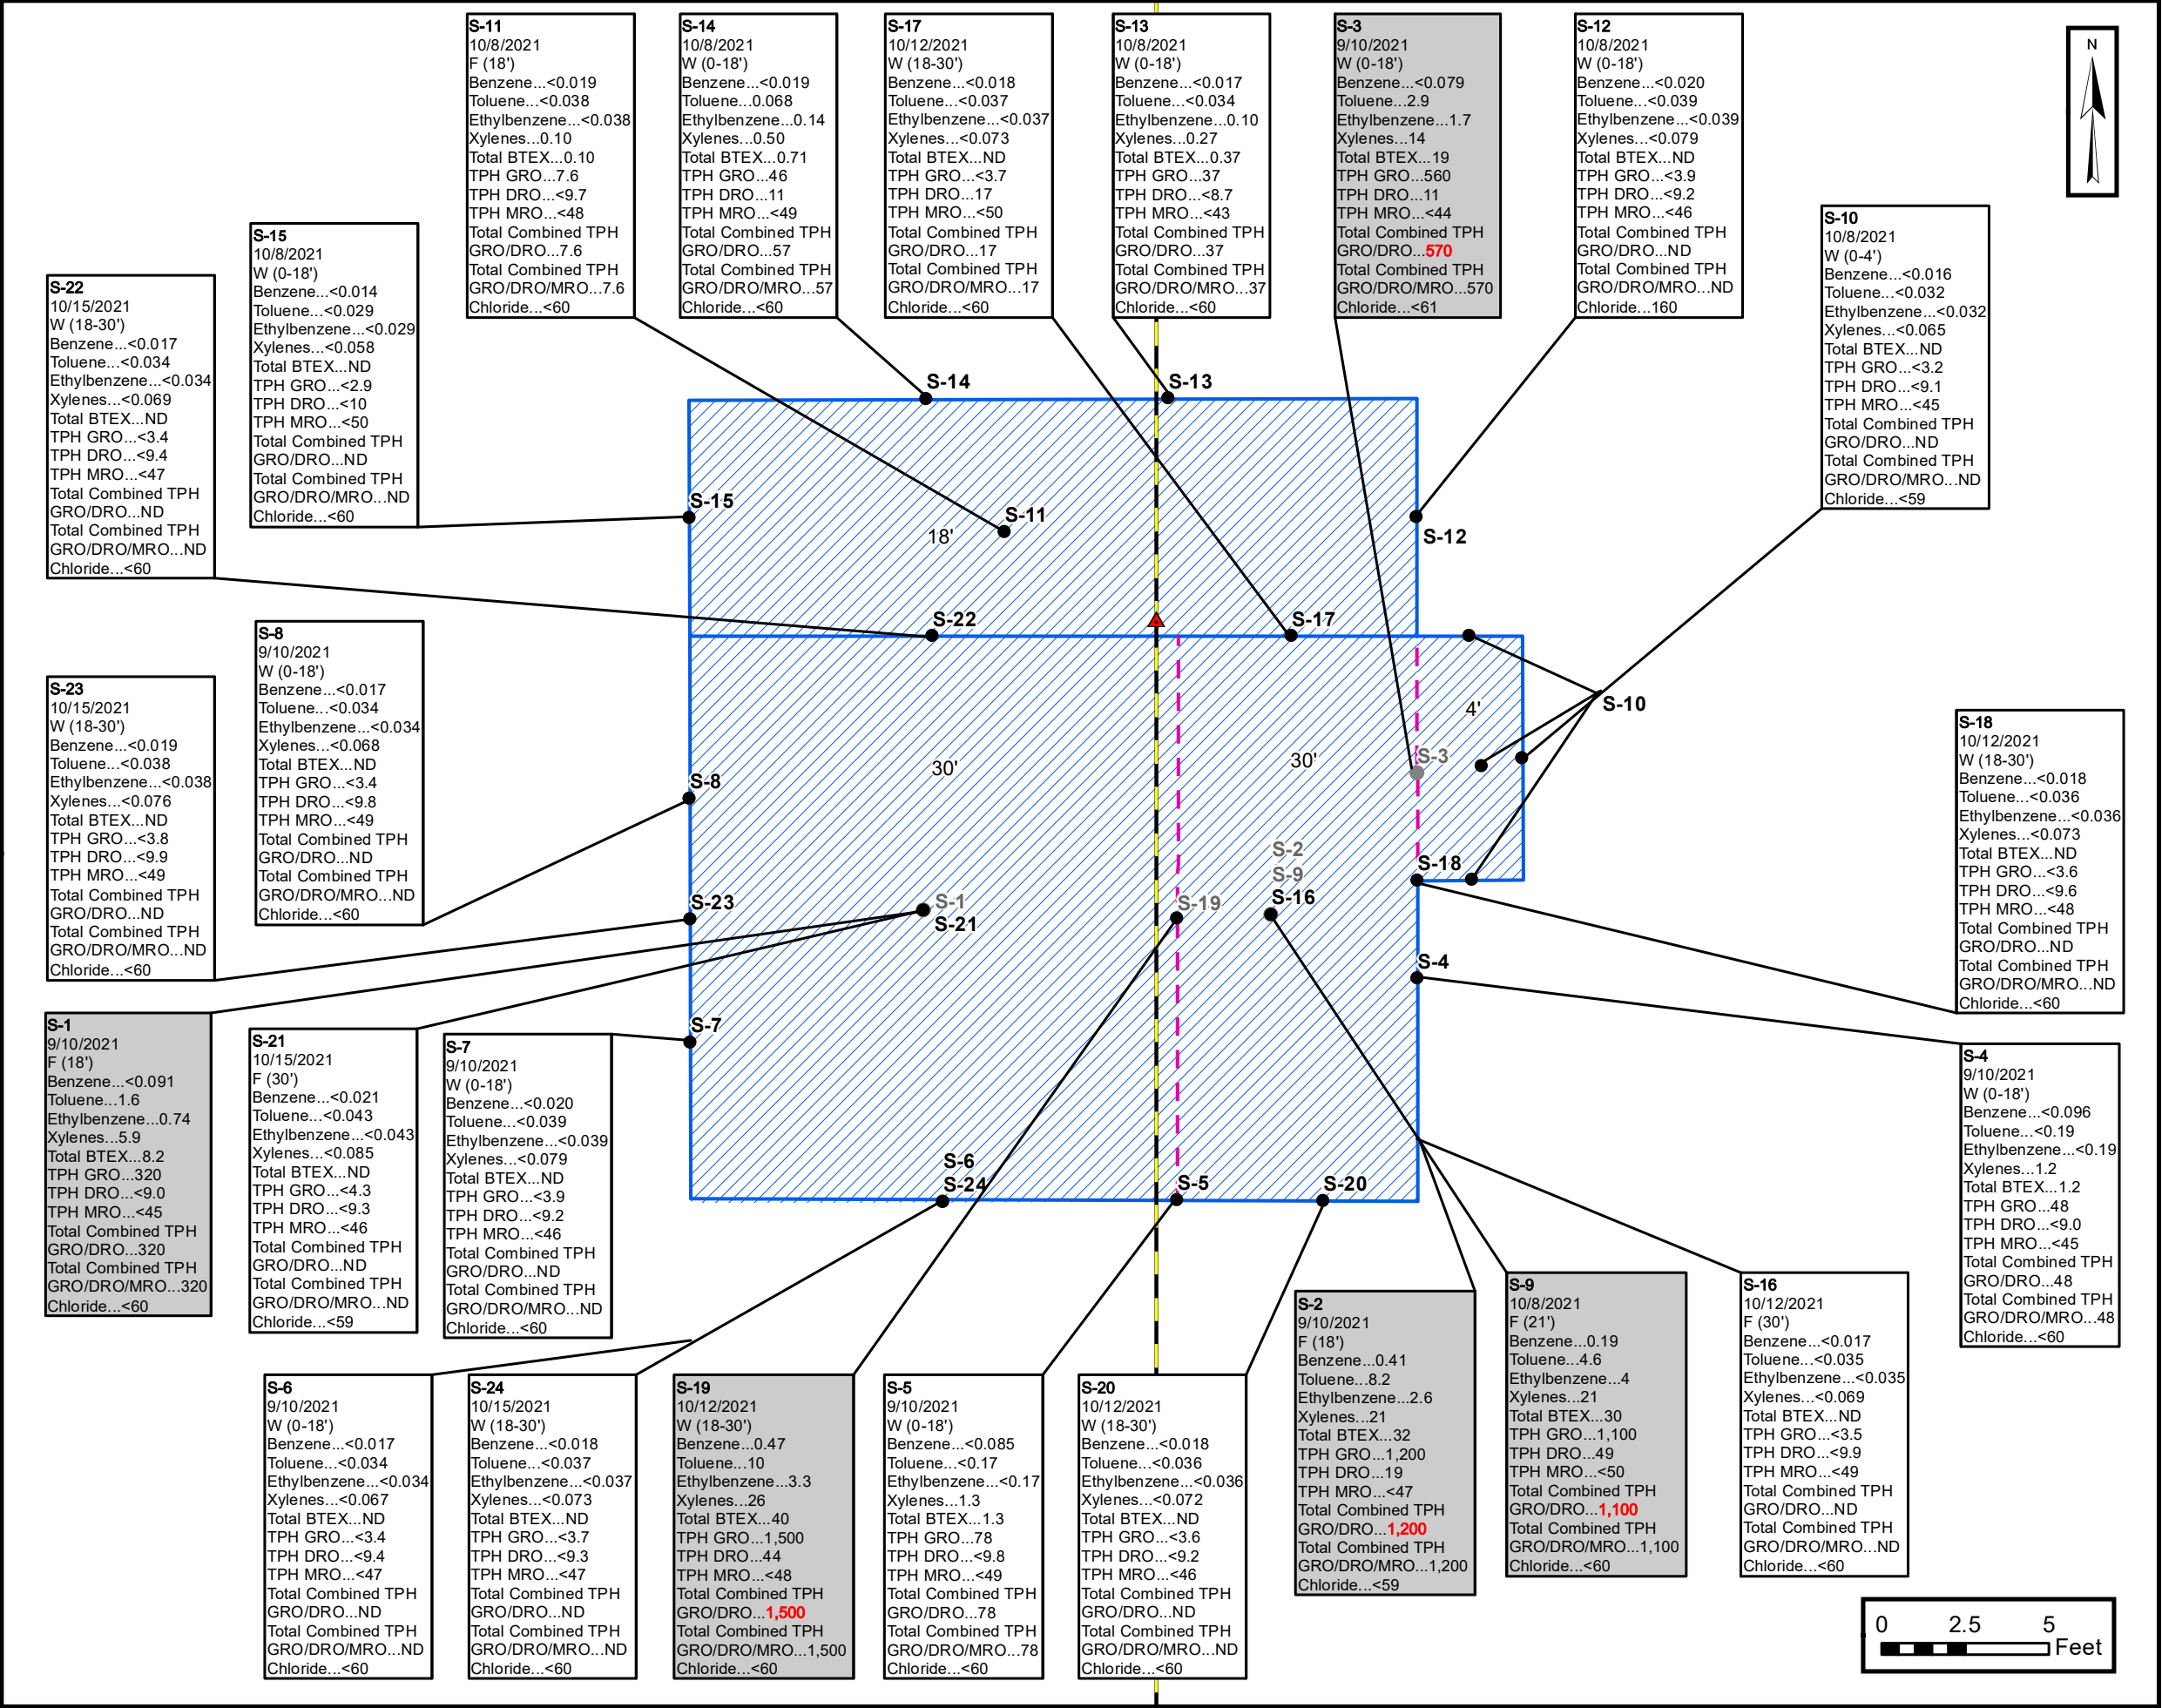 S-11
10/8/2021
F (18')
Benzene...<0.019
Toluene...<0.038
Ethylbenzene...<0.038
Xylenes...0.10
Total BTEX...0.10
TPH GRO...7.6
TPH DRO...<9.7
TPH MRO...<48
Total Combined TPH
GRO/DRO...7.6
Total Combined TPH
GRO/DRO/MRO...7.6
Chloride...<60
S-14
10/8/2021
W (0-18')
Benzene...<0.019
Toluene...0.068
Ethylbenzene...0.14
Xylenes...0.50
Total BTEX...0.71
TPH GRO...46
TPH DRO...11
TPH MRO...<49
Total Combined TPH
GRO/DRO...57
Total Combined TPH
GRO/DRO/MRO...57
Chloride...<60
S-17
10/12/2021
W (18-30')
Benzene...<0.018
Toluene...<0.037
Ethylbenzene...<0.037
Xylenes...<0.073
Total BTEX...ND
TPH GRO...<3.7
TPH DRO...17
TPH MRO...<50
Total Combined TPH
GRO/DRO...17
Total Combined TPH
GRO/DRO/MRO...17
Chloride...<60
S-13
10/8/2021
W (0-18')
Benzene...<0.017
Toluene...<0.034
Ethylbenzene...0.10
Xylenes...0.27
Total BTEX...0.37
TPH GRO...37
TPH DRO...<8.7
TPH MRO...<43
Total Combined TPH
GRO/DRO...37
Total Combined TPH
GRO/DRO/MRO...37
Chloride...<60
S-3
9/10/2021
W (0-18')
Benzene...<0.079
Toluene...2.9
Ethylbenzene...1.7
Xylenes...14
Total BTEX...19
TPH GRO...560
TPH DRO...11
TPH MRO...<44
Total Combined TPH
GRO/DRO...570
Total Combined TPH
GRO/DRO/MRO...570
Chloride...<61
S-12
10/8/2021
W (0-18')
Benzene...<0.020
Toluene...<0.039
Ethylbenzene...<0.039
Xylenes...<0.079
Total BTEX...ND
TPH GRO...<3.9
TPH DRO...<9.2
TPH MRO...<46
Total Combined TPH
GRO/DRO...ND
Total Combined TPH
GRO/DRO/MRO...ND
Chloride...160
N
S-10
10/8/2021
W (0-4')
Benzene...<0.016
Toluene...<0.032
Ethylbenzene...<0.032
Xylenes...<0.065
Total BTEX...ND
TPH GRO...<3.2
TPH DRO...<9.1
TPH MRO...<45
Total Combined TPH
GRO/DRO...ND
Total Combined TPH
GRO/DRO/MRO...ND
Chloride...<59
S-15
10/8/2021
W (0-18')
Benzene...<0.014
Toluene...<0.029
Ethylbenzene...<0.029
Xylenes...<0.058
Total BTEX...ND
TPH GRO...<2.9
TPH DRO...<10
TPH MRO...<50
Total Combined TPH
GRO/DRO...ND
Total Combined TPH
GRO/DRO/MRO...ND
Chloride...<60
S-22
10/15/2021
W (18-30')
Benzene...<0.017
Toluene...<0.034
Ethylbenzene...<0.034
Xylenes...<0.069
Total BTEX...ND
TPH GRO...<3.4
TPH DRO...<9.4
TPH MRO...<47
Total Combined TPH
GRO/DRO...ND
Total Combined TPH
GRO/DRO/MRO...ND
Chloride...<60
S-14
S-13
S-15
S-11
18'
S-12
S-22
S-17
S-10
4'
S-3
30'
30'
S-8
S-2
S-9
S-16
S-18
S-23
S-1
S-21
S-19
S-4
S-7
S-6
S-24
S-5
S-20
S-8
9/10/2021
W (0-18')
Benzene...<0.017
Toluene...<0.034
Ethylbenzene...<0.034
Xylenes...<0.068
Total BTEX...ND
TPH GRO...<3.4
TPH DRO...<9.8
TPH MRO...<49
Total Combined TPH
GRO/DRO...ND
Total Combined TPH
GRO/DRO/MRO...ND
Chloride...<60
S-23
10/15/2021
W (18-30')
Benzene...<0.019
Toluene...<0.038
Ethylbenzene...<0.038
Xylenes...<0.076
Total BTEX...ND
TPH GRO...<3.8
TPH DRO...<9.9
TPH MRO...<49
Total Combined TPH
GRO/DRO...ND
Total Combined TPH
GRO/DRO/MRO...ND
Chloride...<60
S-18
10/12/2021
W (18-30')
Benzene...<0.018
Toluene...<0.036
Ethylbenzene...<0.036
Xylenes...<0.073
Total BTEX...ND
TPH GRO...<3.6
TPH DRO...<9.6
TPH MRO...<48
Total Combined TPH
GRO/DRO...ND
Total Combined TPH
GRO/DRO/MRO...ND
Chloride...<60
S-1
9/10/2021
F (18')
Benzene...<0.091
Toluene...1.6
Ethylbenzene...0.74
Xylenes...5.9
Total BTEX...8.2
TPH GRO...320
TPH DRO...<9.0
TPH MRO...<45
Total Combined TPH
GRO/DRO...320
Total Combined TPH
GRO/DRO/MRO...320
Chloride...<60
S-21
10/15/2021
F (30')
Benzene...<0.021
Toluene...<0.043
Ethylbenzene...<0.043
Xylenes...<0.085
Total BTEX...ND
TPH GRO...<4.3
TPH DRO...<9.3
TPH MRO...<46
Total Combined TPH
GRO/DRO...ND
Total Combined TPH
GRO/DRO/MRO...ND
Chloride...<59
S-7
9/10/2021
W (0-18')
Benzene...<0.020
Toluene...<0.039
Ethylbenzene...<0.039
Xylenes...<0.079
Total BTEX...ND
TPH GRO...<3.9
TPH DRO...<9.2
TPH MRO...<46
Total Combined TPH
GRO/DRO...ND
Total Combined TPH
GRO/DRO/MRO...ND
Chloride...<60
S-4
9/10/2021
W (0-18')
Benzene...<0.096
Toluene...<0.19
Ethylbenzene...<0.19
Xylenes...1.2
Total BTEX...1.2
TPH GRO...48
TPH DRO...<9.0
TPH MRO...<45
Total Combined TPH
GRO/DRO...48
Total Combined TPH
GRO/DRO/MRO...48
Chloride...<60
S-6
9/10/2021
W (0-18')
Benzene...<0.017
Toluene...<0.034
Ethylbenzene...<0.034
Xylenes...<0.067
Total BTEX...ND
TPH GRO...<3.4
TPH DRO...<9.4
TPH MRO...<47
Total Combined TPH
GRO/DRO...ND
Total Combined TPH
GRO/DRO/MRO...ND
Chloride...<60
S-24
10/15/2021
W (18-30')
Benzene...<0.018
Toluene...<0.037
Ethylbenzene...<0.037
Xylenes...<0.073
Total BTEX...ND
TPH GRO...<3.7
TPH DRO...<9.3
TPH MRO...<47
Total Combined TPH
GRO/DRO...ND
Total Combined TPH
GRO/DRO/MRO...ND
Chloride...<60
S-19
10/12/2021
W (18-30')
Benzene...0.47
Toluene...10
Ethylbenzene...3.3
Xylenes...26
Total BTEX...40
TPH GRO...1,500
TPH DRO...44
TPH MRO...<48
Total Combined TPH
GRO/DRO...1,500
Total Combined TPH
GRO/DRO/MRO...1,500
Chloride...<60
S-5
9/10/2021
W (0-18')
Benzene...<0.085
Toluene...<0.17
Ethylbenzene...<0.17
Xylenes...1.3
Total BTEX...1.3
TPH GRO...78
TPH DRO...<9.8
TPH MRO...<49
Total Combined TPH
GRO/DRO...78
Total Combined TPH
GRO/DRO/MRO...78
Chloride...<60
S-20
10/12/2021
W (18-30')
Benzene...<0.018
Toluene...<0.036
Ethylbenzene...<0.036
Xylenes...<0.072
Total BTEX...ND
TPH GRO...<3.6
TPH DRO...<9.2
TPH MRO...<46
Total Combined TPH
GRO/DRO...ND
Total Combined TPH
GRO/DRO/MRO...ND
Chloride...<60
S-2
9/10/2021
F (18')
Benzene...0.41
Toluene...8.2
Ethylbenzene...2.6
Xylenes...21
Total BTEX...32
TPH GRO...1,200
TPH DRO...19
TPH MRO...<47
Total Combined TPH
GRO/DRO...1,200
Total Combined TPH
GRO/DRO/MRO...1,200
Chloride...<59
S-9
10/8/2021
F (21')
Benzene...0.19
Toluene...4.6
Ethylbenzene...4
Xylenes...21
Total BTEX...30
TPH GRO...1,100
TPH DRO...49
TPH MRO...<50
Total Combined TPH
GRO/DRO...1,100
Total Combined TPH
GRO/DRO/MRO...1,100
Chloride...<60
S-16
10/12/2021
F (30')
Benzene...<0.017
Toluene...<0.035
Ethylbenzene...<0.035
Xylenes...<0.069
Total BTEX...ND
TPH GRO...<3.5
TPH DRO...<9.9
TPH MRO...<49
Total Combined TPH
GRO/DRO...ND
Total Combined TPH
GRO/DRO/MRO...ND
Chloride...<60
0 2.5 5
Feet